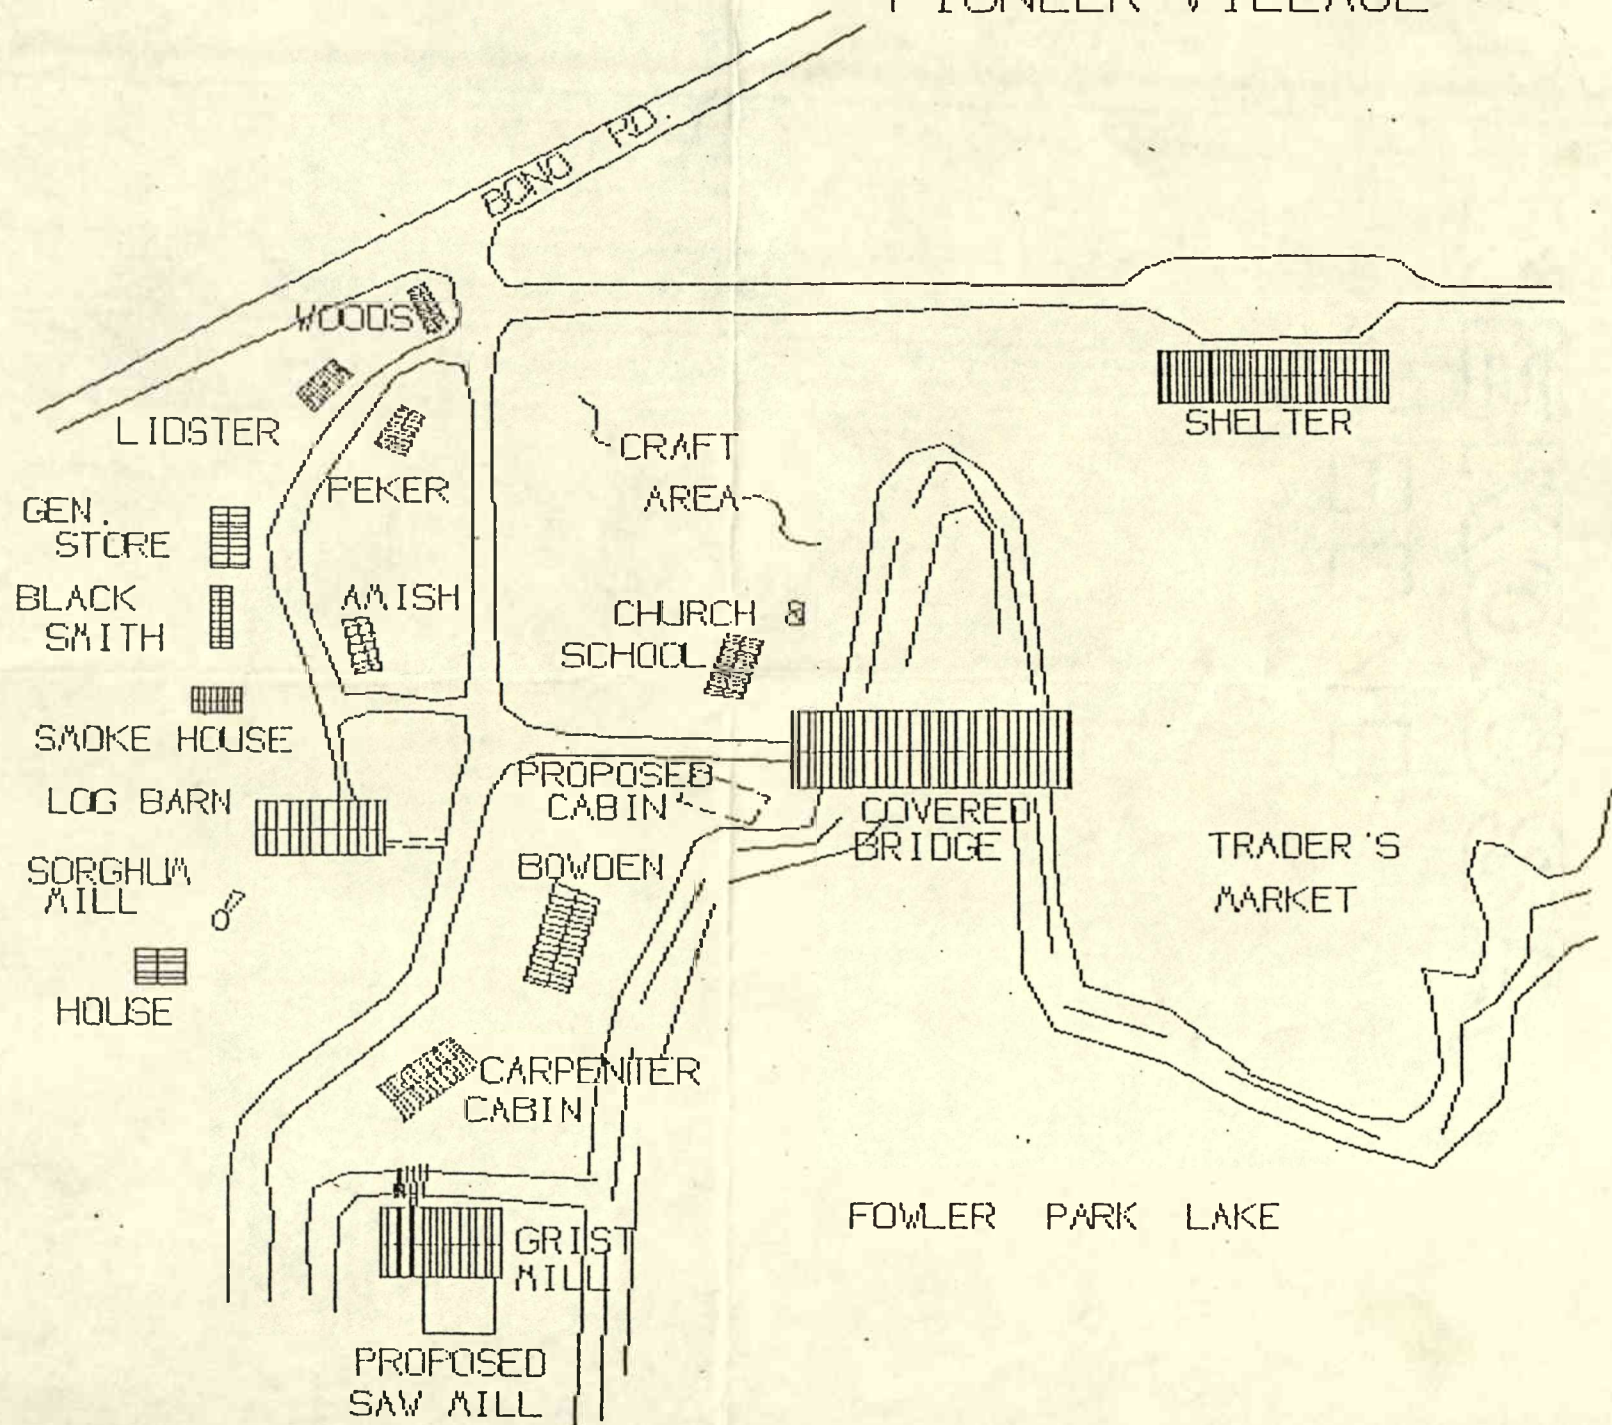 PIONEER VILLAGE
BONO RD.
WOODS
LIDSTER
PEKER
CRAFT
AREA
SHELTER
GEN.
STORE
BLACK
SMITH
AMISH
CHURCH
SCHOOL
SMOKE HOUSE
PROPOSED
CABIN
LOG BARN
COVERED
BRIDGE
TRADER'S
MARKET
SORGHUM
MILL
BOWDEN
HOUSE
CARPENTER
CABIN
FOWLER PARK LAKE
GRIST
MILL
PROPOSED
SAW MILL